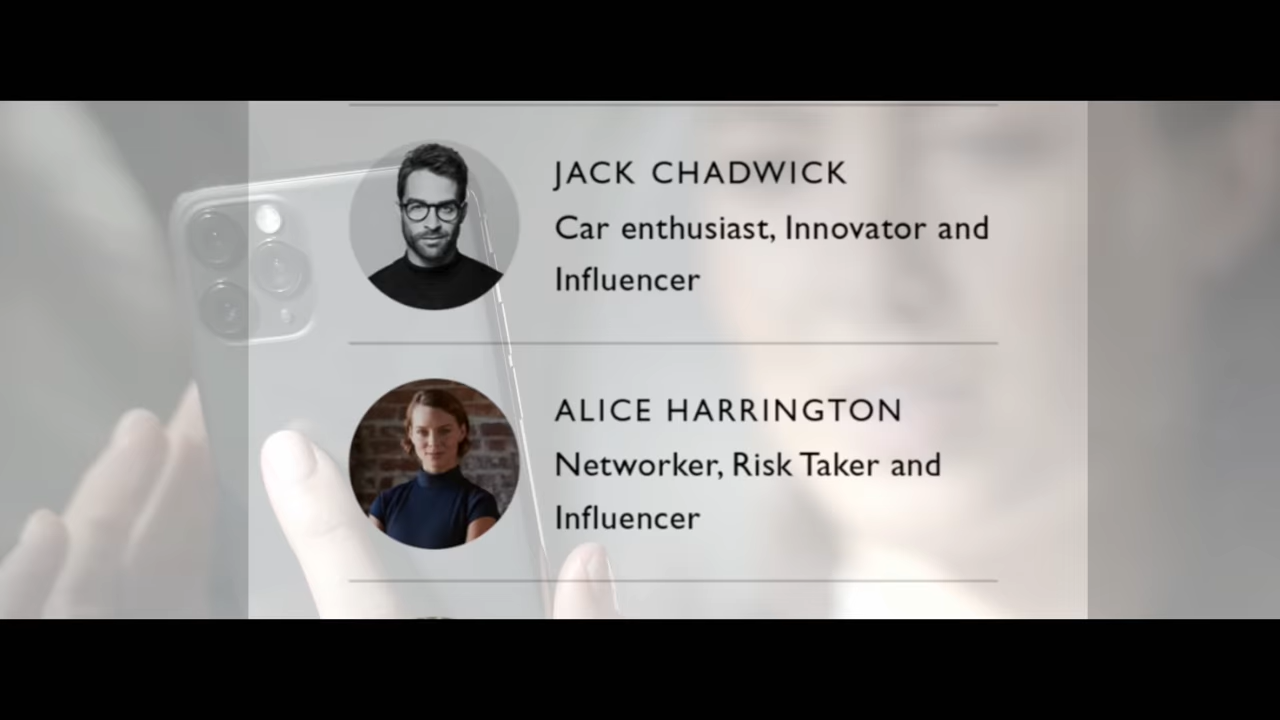 JACK CHADWICK
Car enthusiast, Innovator and
Influencer
ALICE HARRINGTON
Networker, Risk Taker and
Influencer